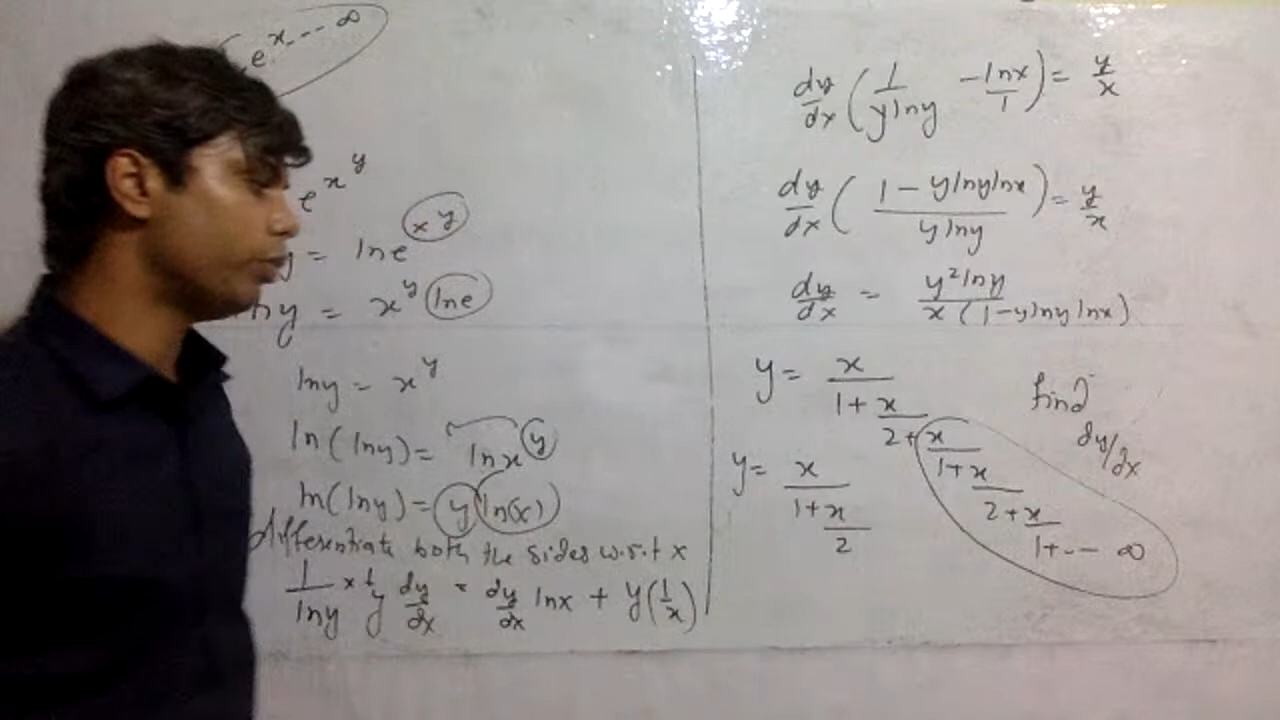 e^x... ∞
e^x^y
y = ln e^x^y
ny = x^y ln e
ln y = x^y
ln(ln y) = ln x^y
ln(ln y) = y ln(x)
differentiate both the sides w.r.t x
1/ln y × 1/y dy/dx = dy/dx ln x + y(1/x)
dy/dx (1/(y ln y) - ln x/1) = y/x
dy/dx ((1 - y ln y ln x)/(y ln y)) = y/x
dy/dx = y² ln y / x(1 - y ln y ln x)
y = x/(1 + x/(2 + x/(1 + x/(2 + x/(1 + -- ∞)))))
find dy/dx
y = x/(1 + x/2)